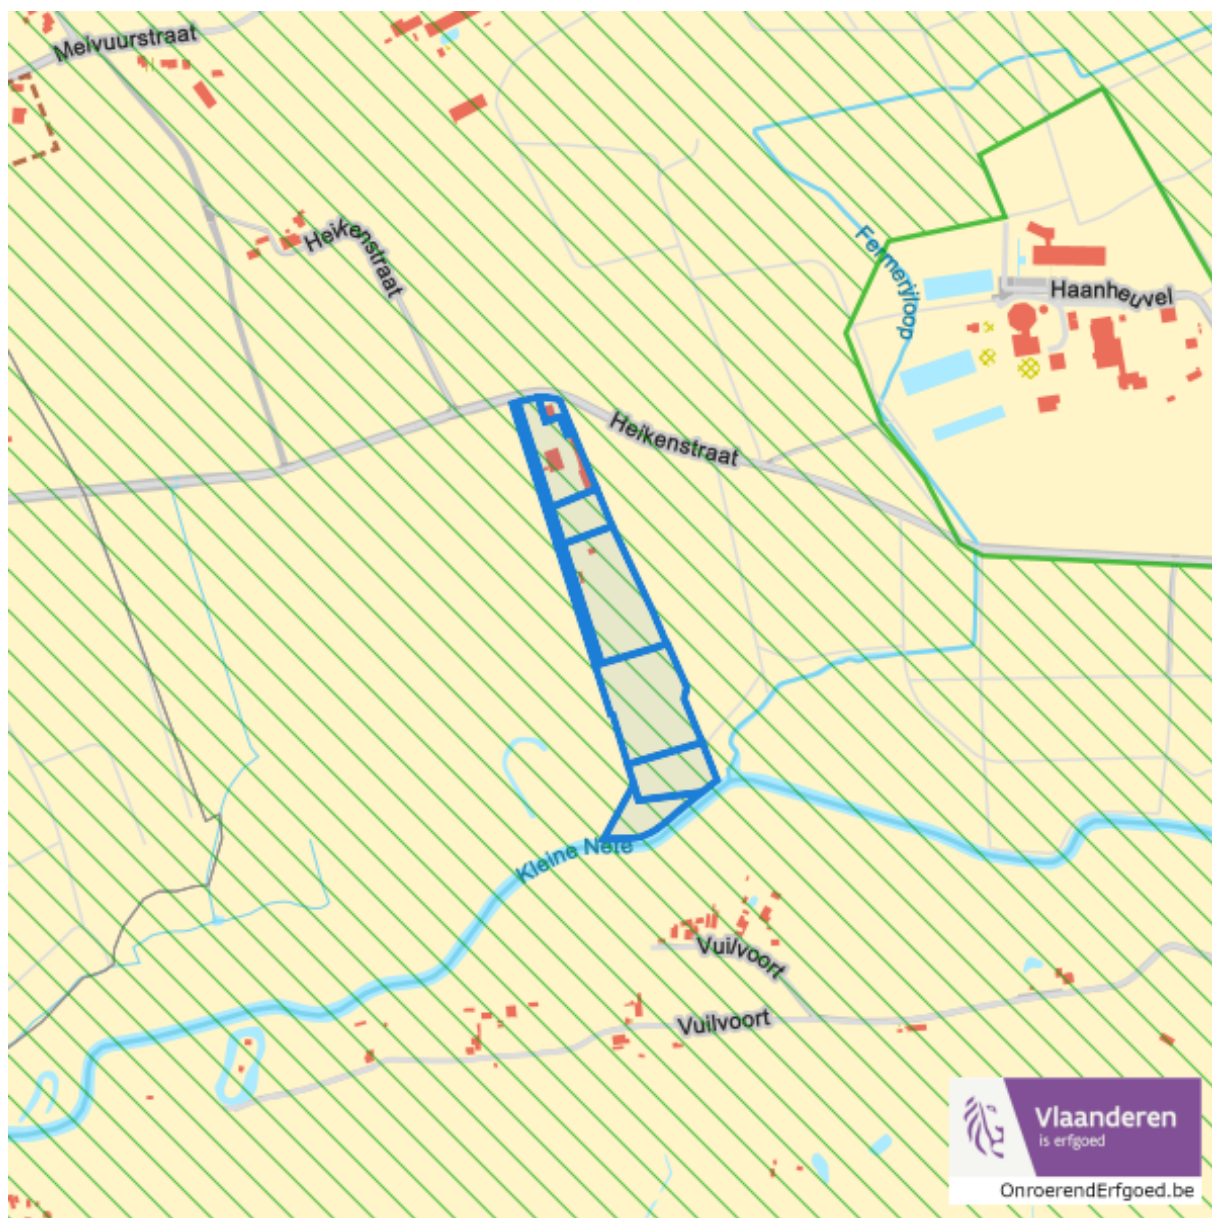 Melvuurstraat
Heikenstraat
Fermerijloop
Haanheuvel
Heikenstraat
Kleine Nete
Vuilvoort
Vuilvoort
Vlaanderen
is erfgoed
OnroerendErfgoed.be